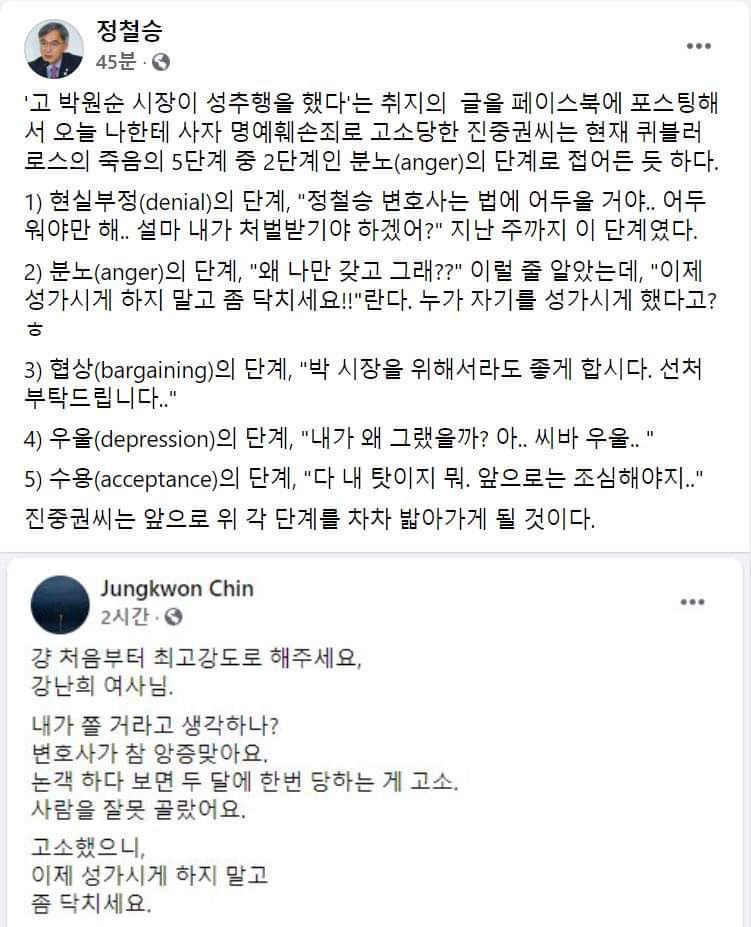 정철승
45분 ·
'고 박원순 시장이 성추행을 했다'는 취지의 글을 페이스북에 포스팅해
서 오늘 나한테 사자 명예훼손죄로 고소당한 진중권씨는 현재 퀴블러
로스의 죽음의 5단계 중 2단계인 분노(anger)의 단계로 접어든 듯 하다.
1) 현실부정(denial)의 단계, "정철승 변호사는 법에 어두울 거야.. 어두
워야만 해.. 설마 내가 처벌받기야 하겠어?" 지난 주까지 이 단계였다.
2) 분노(anger)의 단계, "왜 나만 갖고 그래??" 이럴 줄 알았는데, "이제
성가시게 하지 말고 좀 닥치세요!!"란다. 누가 자기를 성가시게 했다고?
ㅎ
3) 협상(bargaining)의 단계, "박 시장을 위해서라도 좋게 합시다. 선처
부탁드립니다.."
4) 우울(depression)의 단계, "내가 왜 그랬을까? 아.. 씨바 우울.. "
5) 수용(acceptance)의 단계, "다 내 탓이지 뭐. 앞으로는 조심해야지.."
진중권씨는 앞으로 위 각 단계를 차차 밟아가게 될 것이다.
Jungkwon Chin
2시간 ·
걍 처음부터 최고강도로 해주세요,
강난희 여사님.
내가 쫄 거라고 생각하나?
변호사가 참 앙증맞아요.
논객 하다 보면 두 달에 한번 당하는 게 고소.
사람을 잘못 골랐어요.
고소했으니,
이제 성가시게 하지 말고
좀 닥치세요.